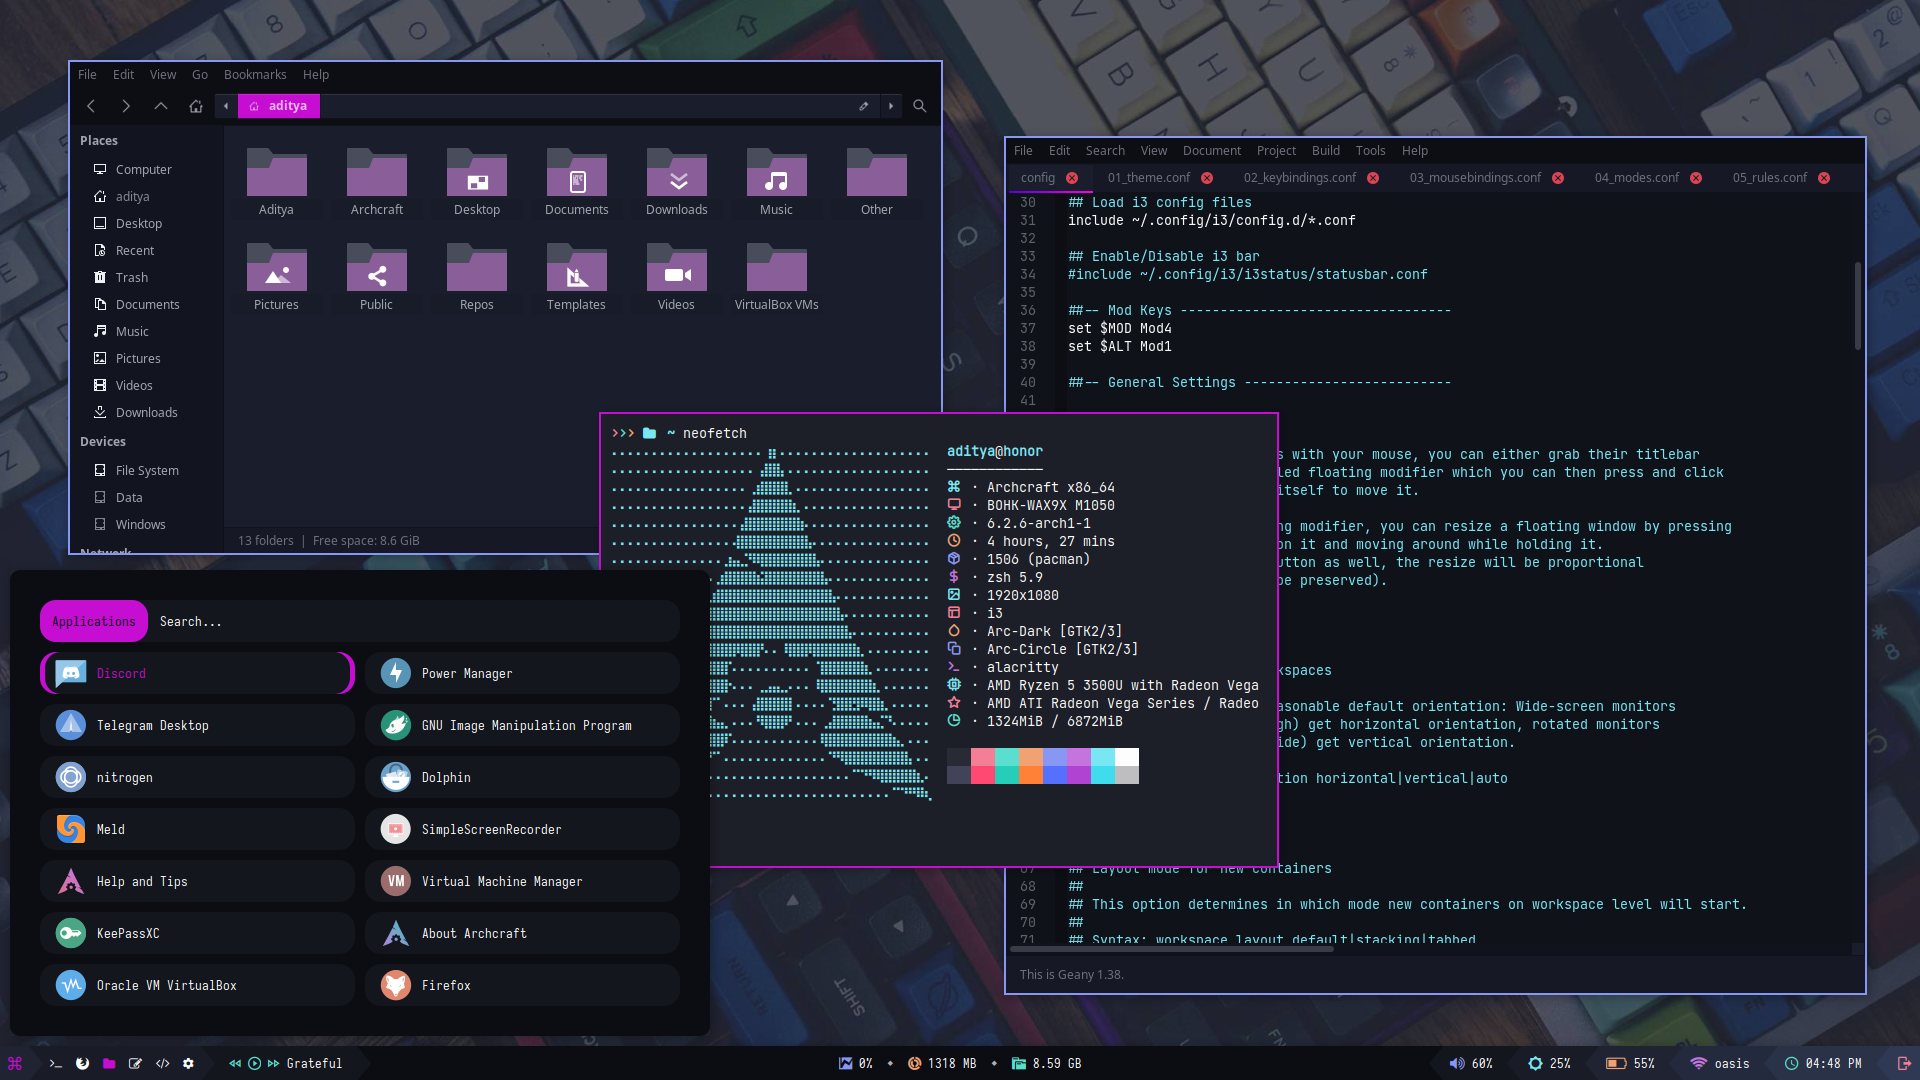 File Edit View Go Bookmarks Help
aditya
Places
Computer
aditya
Desktop
Recent
Trash
Documents
Music
Pictures
Videos
Downloads
Devices
File System
Data
Windows
Network
Aditya Archcraft Desktop Documents Downloads Music Other
Pictures Public Repos Templates Videos VirtualBox VMs
13 folders | Free space: 8.6 GiB
File Edit Search View Document Project Build Tools Help
config 01_theme.conf 02_keybindings.conf 03_mousebindings.conf 04_modes.conf 05_rules.conf
30 ## Load i3 config files
31 include ~/.config/i3/config.d/*.conf
32
33 ## Enable/Disable i3 bar
34 #include ~/.config/i3/i3status/statusbar.conf
35
36 ##-- Mod Keys ----------------------------------
37 set $MOD Mod4
38 set $ALT Mod1
39
40 ##-- General Settings --------------------------
41
s with your mouse, you can either grab their titlebar
led floating modifier which you can then press and click
itself to move it.
ng modifier, you can resize a floating window by pressing
on it and moving around while holding it.
utton as well, the resize will be proportional
be preserved).
kspaces
asonable default orientation: Wide-screen monitors
gh) get horizontal orientation, rotated monitors
ide) get vertical orientation.
tion horizontal|vertical|auto
67 ## Layout mode for new containers
68 ##
69 ## This option determines in which mode new containers on workspace level will start.
70 ##
71 ## Syntax: workspace_layout default|stacking|tabbed
This is Geany 1.38.
>>> ~ neofetch
aditya@honor
————————————
· Archcraft x86_64
· BOHK-WAX9X M1050
· 6.2.6-arch1-1
· 4 hours, 27 mins
· 1506 (pacman)
· zsh 5.9
· 1920x1080
· i3
· Arc-Dark [GTK2/3]
· Arc-Circle [GTK2/3]
· alacritty
· AMD Ryzen 5 3500U with Radeon Vega
· AMD ATI Radeon Vega Series / Radeo
· 1324MiB / 6872MiB
Applications Search...
Discord Power Manager
Telegram Desktop GNU Image Manipulation Program
nitrogen Dolphin
Meld SimpleScreenRecorder
Help and Tips VM Virtual Machine Manager
KeePassXC About Archcraft
Oracle VM VirtualBox Firefox
Grateful 0% 1318 MB 8.59 GB 60% 25% 55% oasis 04:48 PM